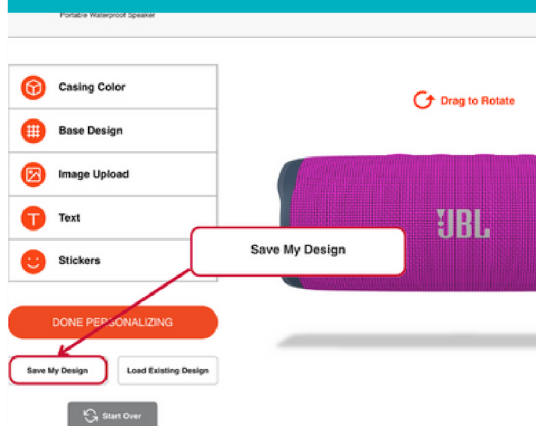 Portable Waterproof Speaker
Casing Color
Drag to Rotate
Base Design
Image Upload
Text
JBL
Save My Design
Stickers
DONE PERSONALIZING
Save My Design
Load Existing Design
Start Over